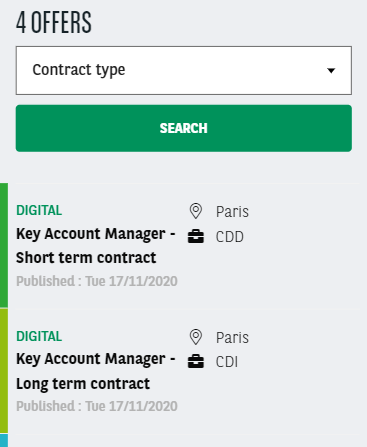 4 OFFERS
Contract type
SEARCH
DIGITAL
Key Account Manager -
Short term contract
Published : Tue 17/11/2020
Paris
CDD
DIGITAL
Key Account Manager -
Long term contract
Published : Tue 17/11/2020
Paris
CDI